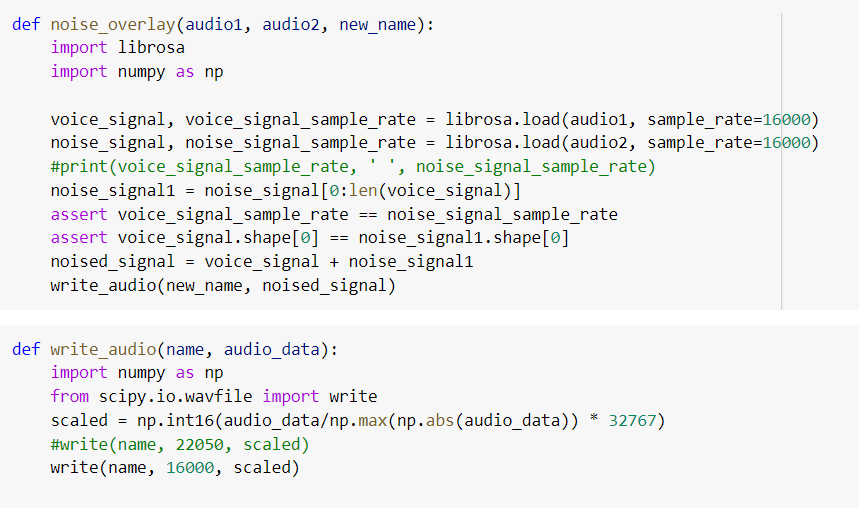 def noise_overlay(audio1, audio2, new_name):
    import librosa
    import numpy as np

    voice_signal, voice_signal_sample_rate = librosa.load(audio1, sample_rate=16000)
    noise_signal, noise_signal_sample_rate = librosa.load(audio2, sample_rate=16000)
    #print(voice_signal_sample_rate, ' ', noise_signal_sample_rate)
    noise_signal1 = noise_signal[0:len(voice_signal)]
    assert voice_signal_sample_rate == noise_signal_sample_rate
    assert voice_signal.shape[0] == noise_signal1.shape[0]
    noised_signal = voice_signal + noise_signal1
    write_audio(new_name, noised_signal)

def write_audio(name, audio_data):
    import numpy as np
    from scipy.io.wavfile import write
    scaled = np.int16(audio_data/np.max(np.abs(audio_data)) * 32767)
    #write(name, 22050, scaled)
    write(name, 16000, scaled)